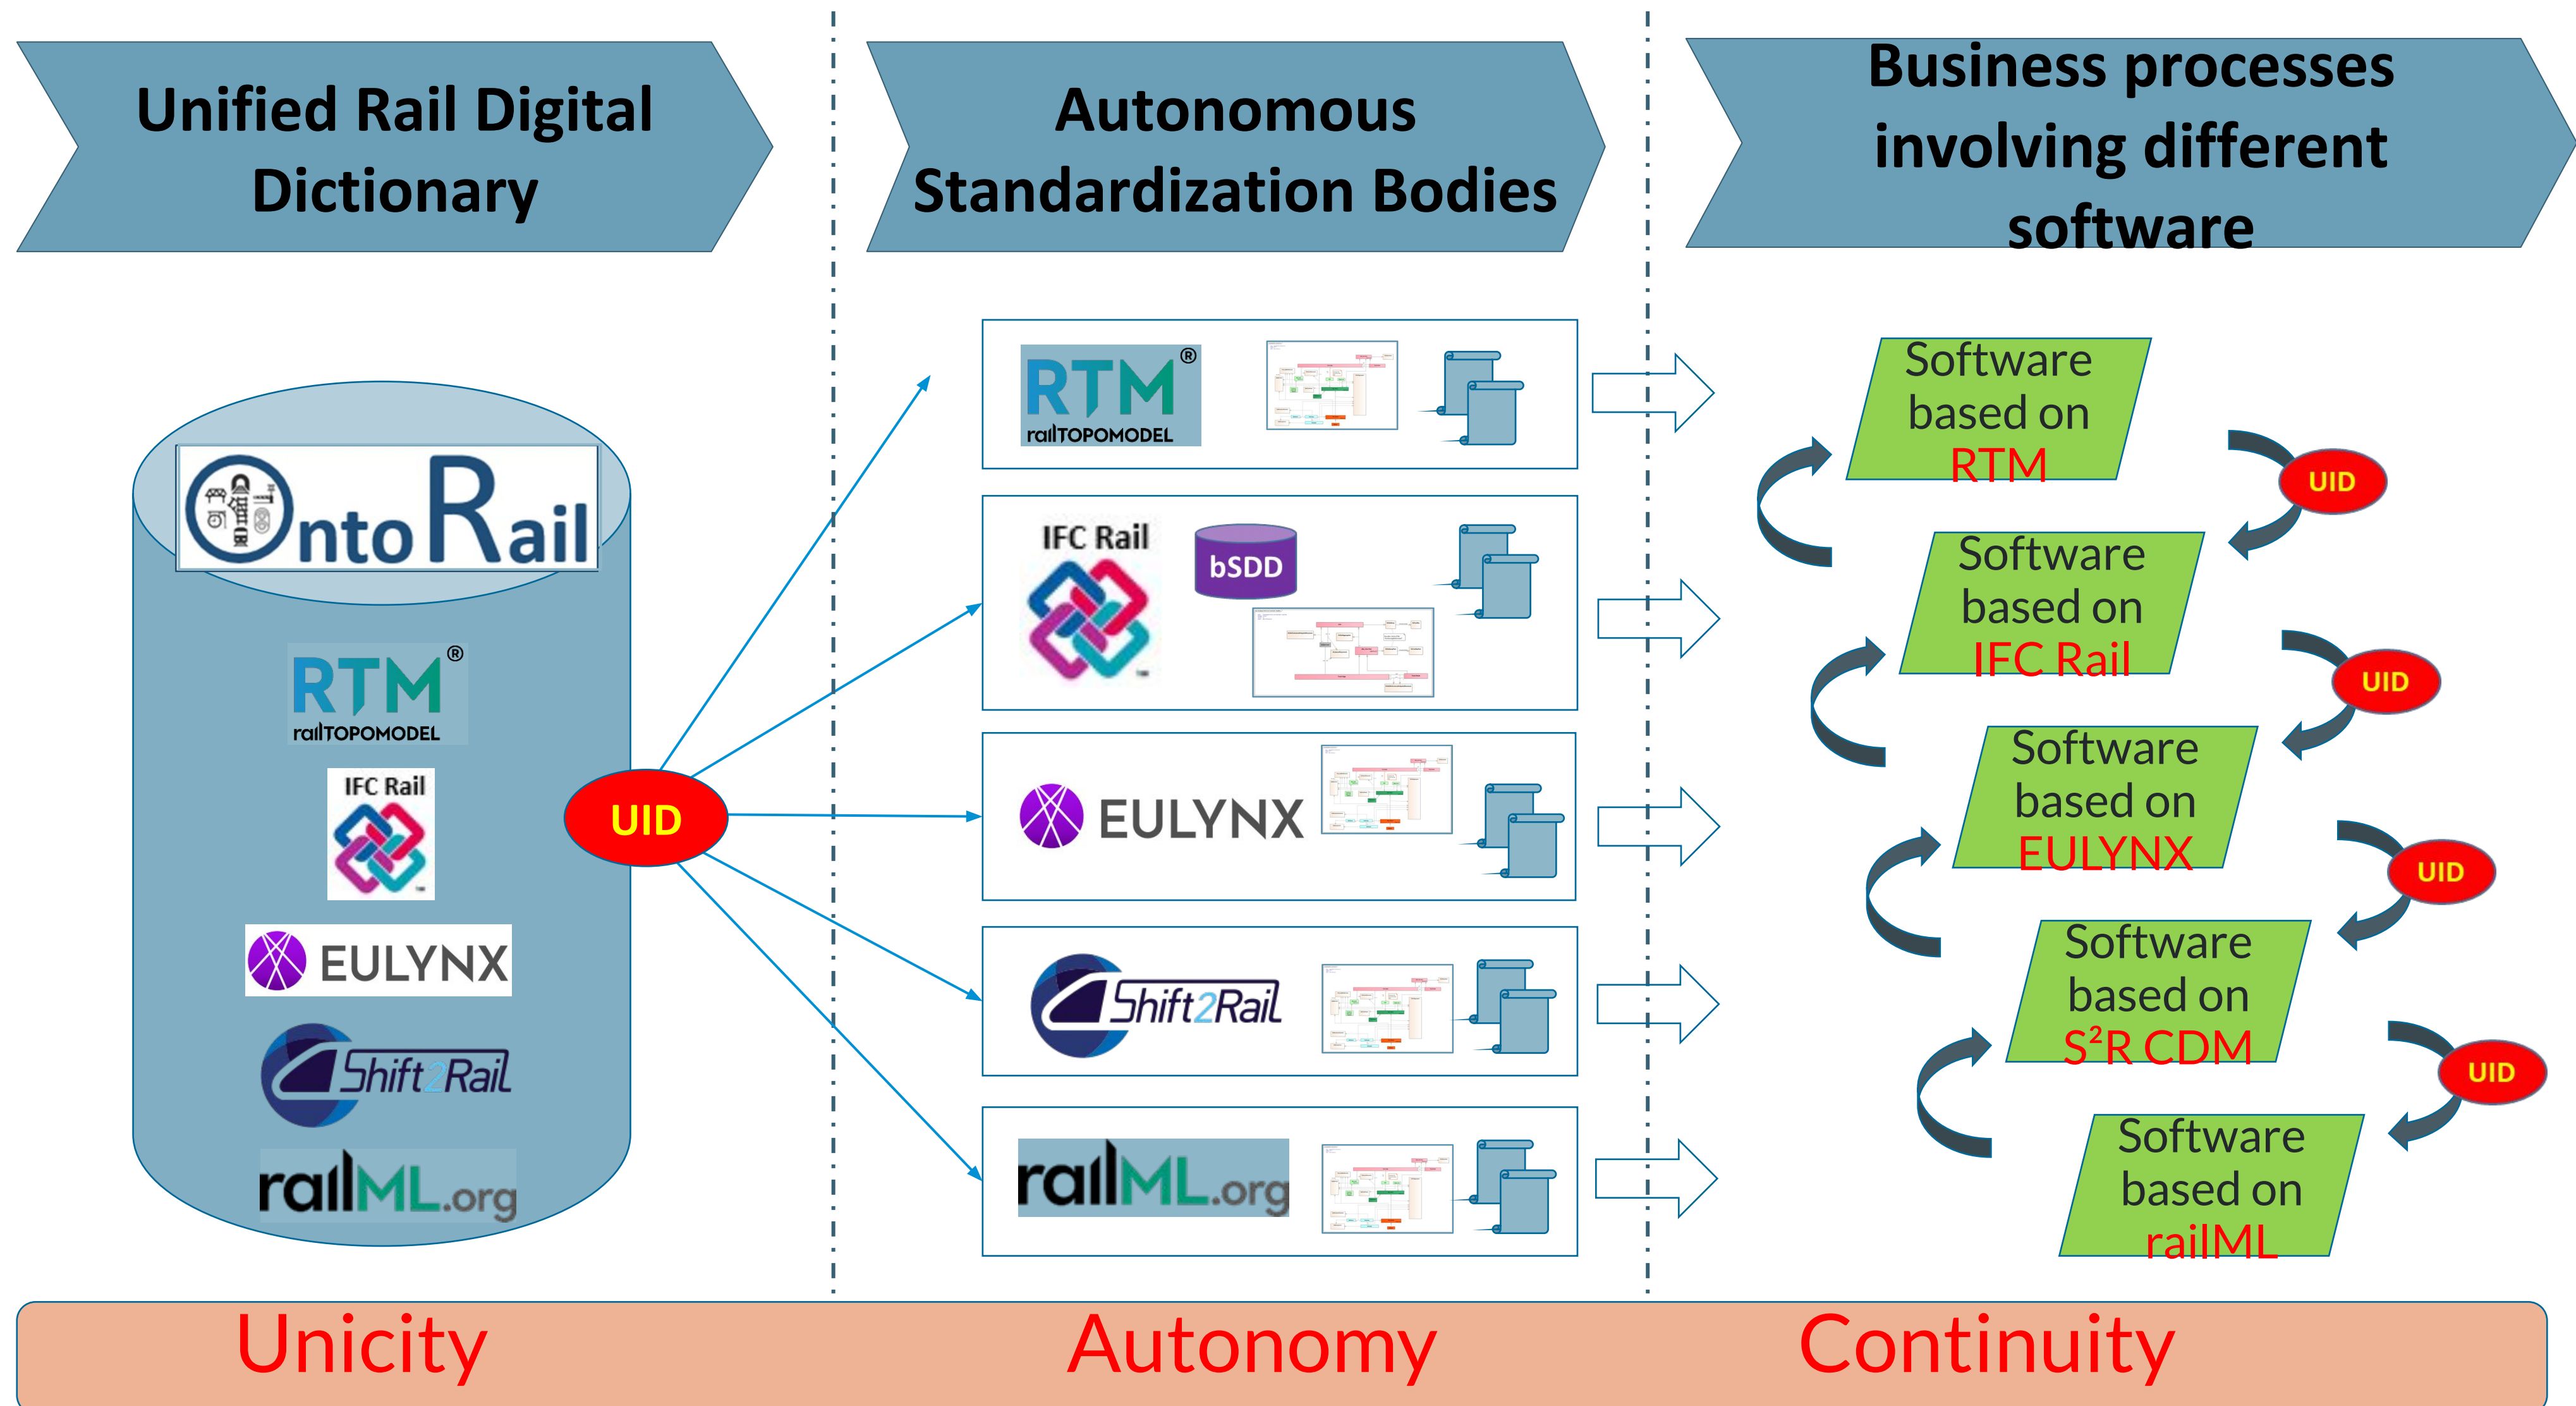 Unified Rail Digital
Dictionary
Autonomous
Standardization Bodies
Business processes
involving different
software
OntoRail
RTM®
railTOPOMODEL
IFC Rail
EULYNX
Shift2Rail
railML.org
UID
RTM®
railTOPOMODEL
IFC Rail
bSDD
EULYNX
Shift2Rail
railML.org
Software
based on
RTM
UID
Software
based on
IFC Rail
UID
Software
based on
EULYNX
UID
Software
based on
S²R CDM
UID
Software
based on
railML
Unicity
Autonomy
Continuity